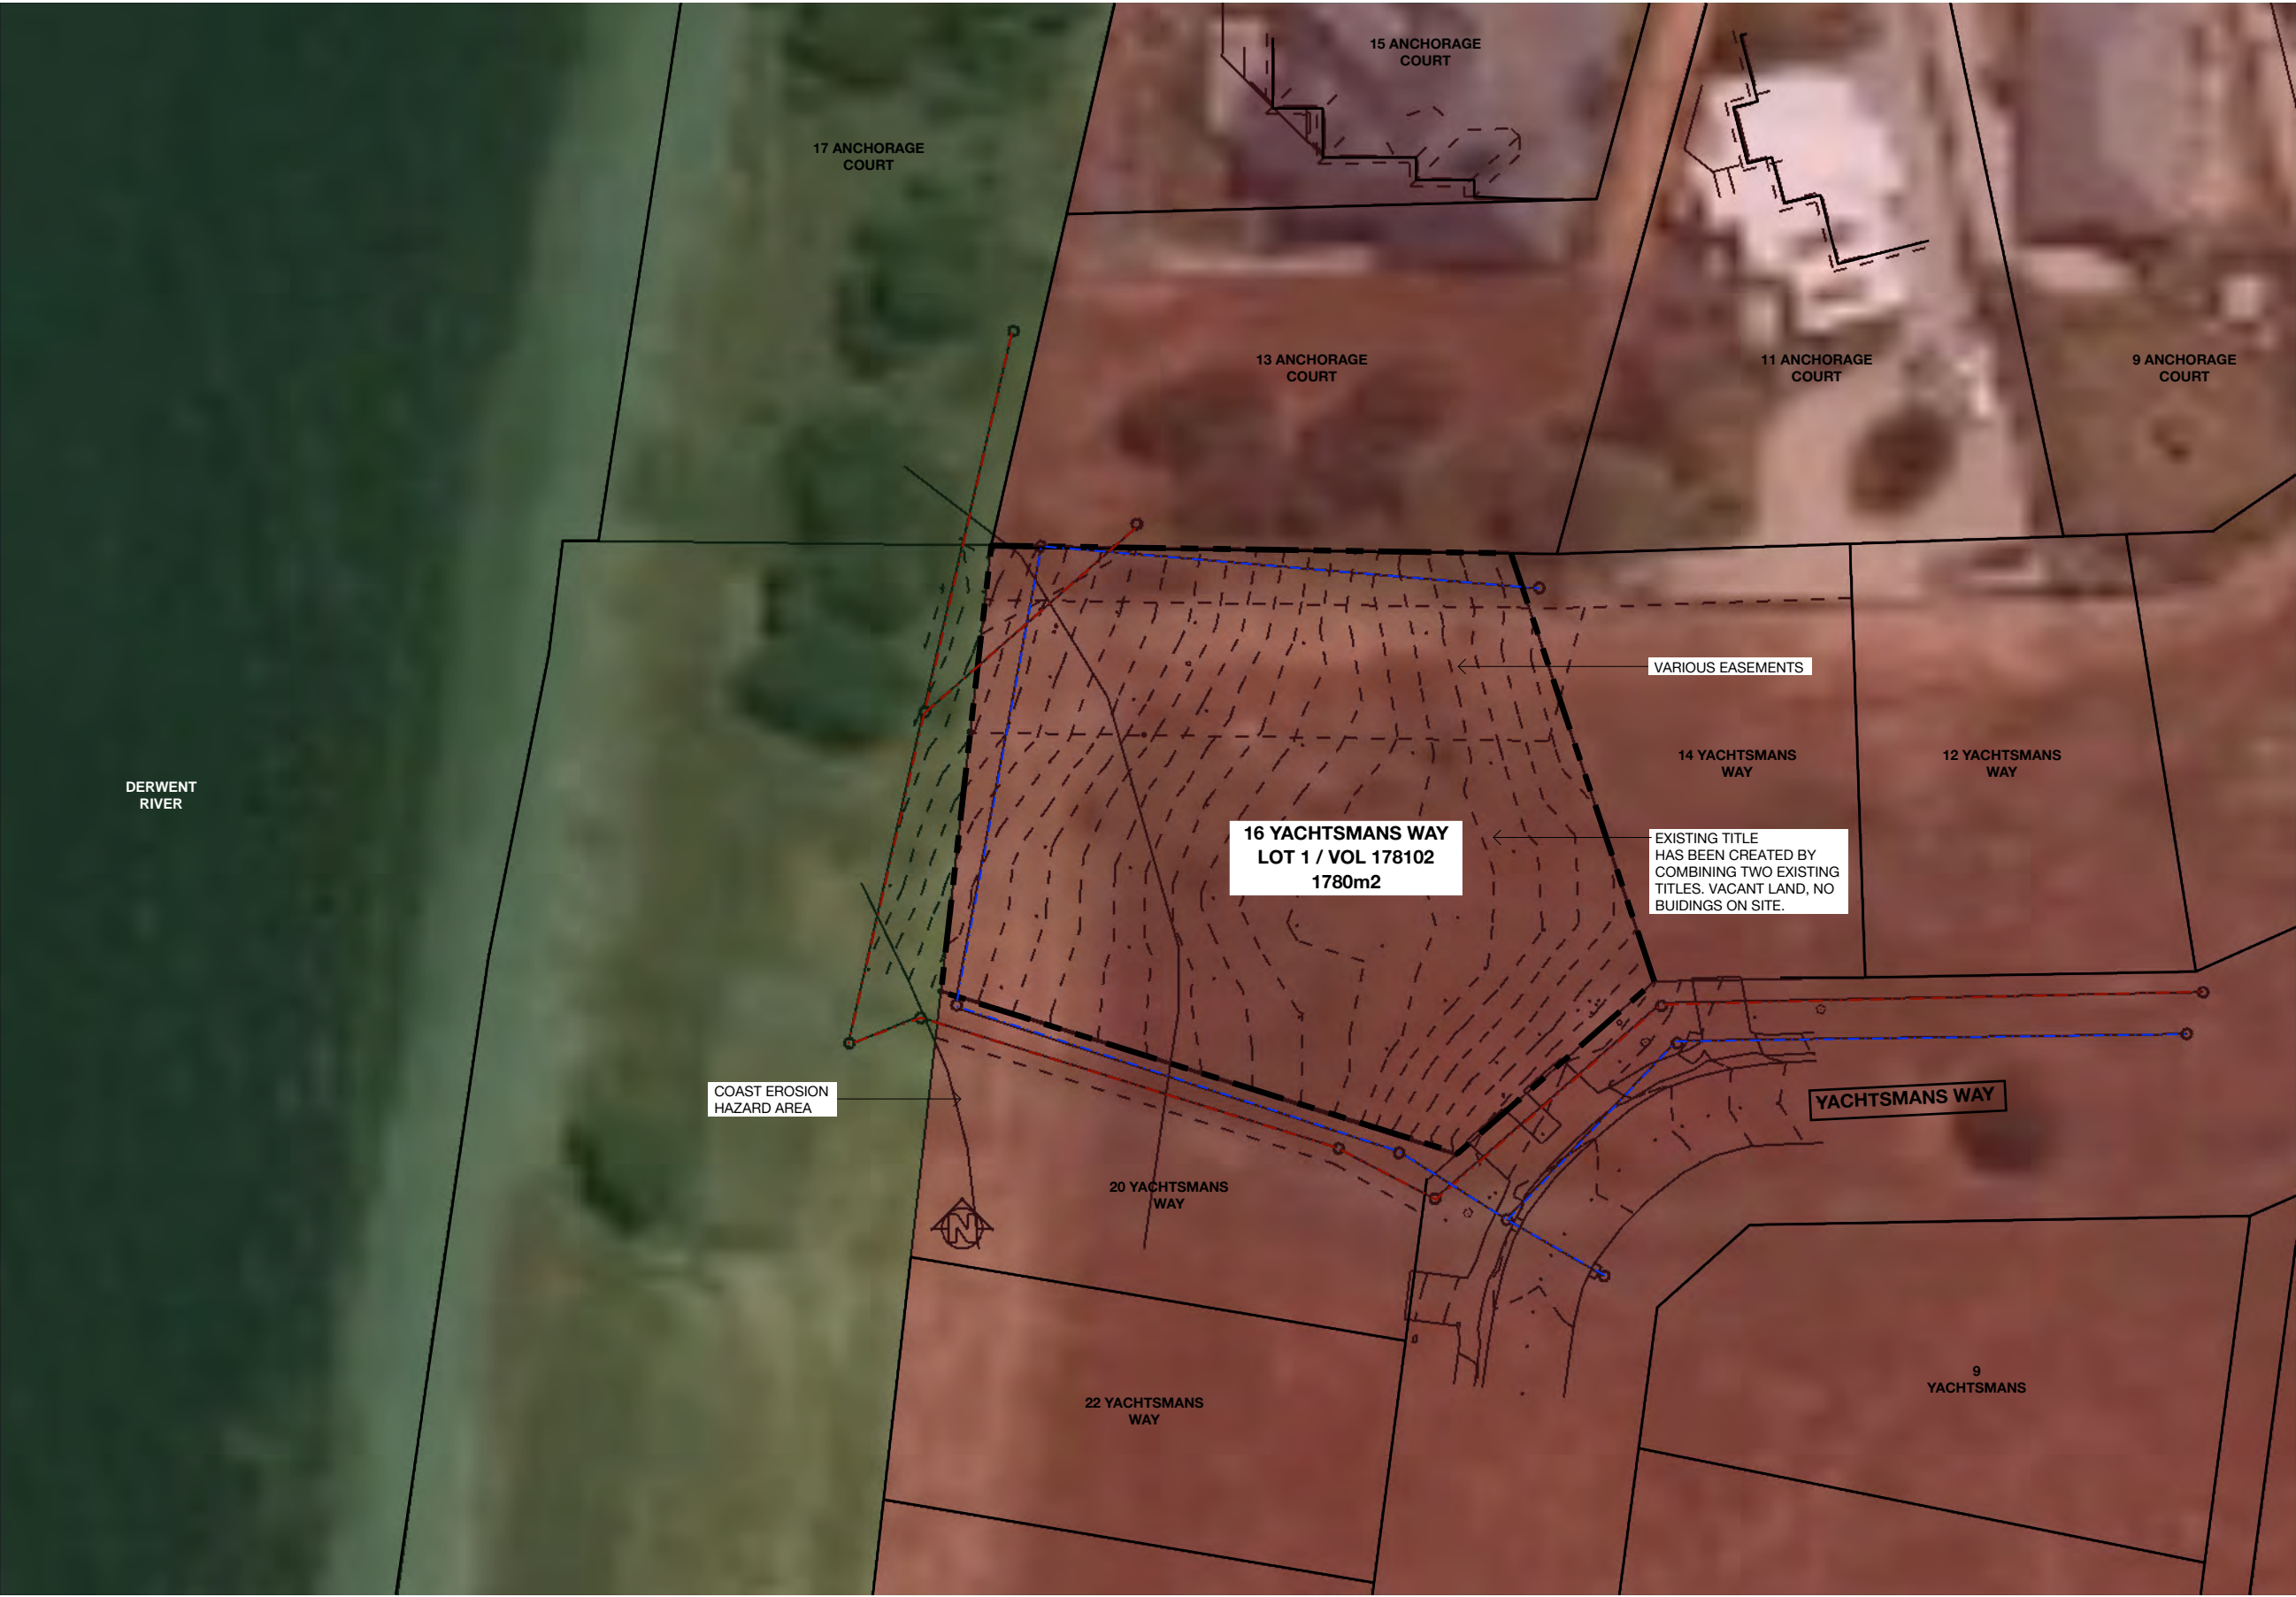 15 ANCHORAGE
COURT
17 ANCHORAGE
COURT
13 ANCHORAGE
COURT
11 ANCHORAGE
COURT
9 ANCHORAGE
COURT
VARIOUS EASEMENTS
14 YACHTSMANS
WAY
12 YACHTSMANS
WAY
DERWENT
RIVER
16 YACHTSMANS WAY
LOT 1 / VOL 178102
1780m2
EXISTING TITLE
HAS BEEN CREATED BY
COMBINING TWO EXISTING
TITLES. VACANT LAND, NO
BUIDINGS ON SITE.
COAST EROSION
HAZARD AREA
YACHTSMANS WAY
20 YACHTSMANS
WAY
N
22 YACHTSMANS
WAY
9
YACHTSMANS